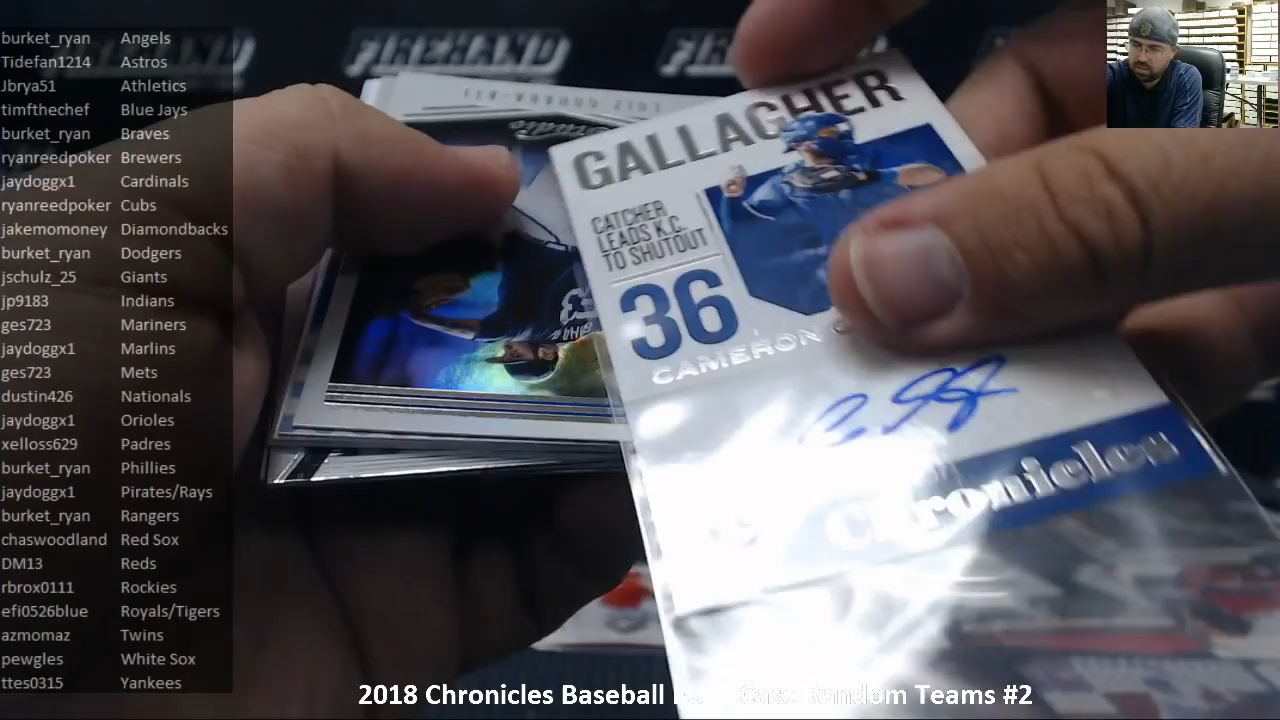 burket_ryan Angels
Tidefan1214 Astros
Jbrya51 Athletics
timfthechef Blue Jays
burket_ryan Braves
ryanreedpoker Brewers
jaydoggx1 Cardinals
ryanreedpoker Cubs
jakemomoney Diamondbacks
burket_ryan Dodgers
jschulz_25 Giants
jp9183 Indians
ges723 Mariners
jaydoggx1 Marlins
ges723 Mets
dustin426 Nationals
jaydoggx1 Orioles
xelloss629 Padres
burket_ryan Phillies
jaydoggx1 Pirates/Rays
burket_ryan Rangers
chaswoodland Red Sox
DM13 Reds
rbrox0111 Rockies
efi0526blue Royals/Tigers
azmomaz Twins
pewgles White Sox
ttes0315 Yankees
FIREHAND FIREHAND
LUIZ GOHARA-ATL
GALLAGHER
CATCHER
LEADS K.C.
TO SHUTOUT
36
CAMERON
Chronicles
2018 Chronicles Baseball Case Random Teams #2